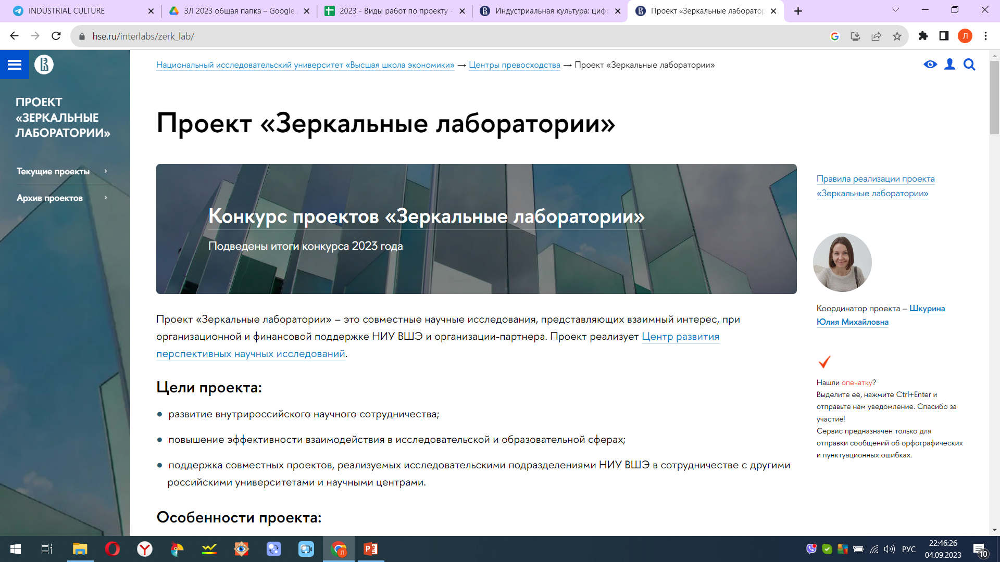 INDUSTRIAL CULTURE
ЗЛ 2023 общая папка – Google
2023 - Виды работ по проекту -
Индустриальная культура:
Проект «Зеркальные
hse.ru/interlabs/zerk_lab/
Л
Национальный исследовательский университет «Высшая школа экономики» → Центры превосходства → Проект «Зеркальные лаборатории»
ПРОЕКТ
«ЗЕРКАЛЬНЫЕ
ЛАБОРАТОРИИ»
Текущие проекты
Архив проектов
Проект «Зеркальные лаборатории»
Конкурс проектов «Зеркальные лаборатории»
Подведены итоги конкурса 2023 года
Проект «Зеркальные лаборатории» – это совместные научные исследования, представляющих взаимный интерес, при
организационной и финансовой поддержке НИУ ВШЭ и организации-партнера. Проект реализует Центр развития
перспективных научных исследований.
Цели проекта:
● развитие внутрироссийского научного сотрудничества;
● повышение эффективности взаимодействия в исследовательской и образовательной сферах;
● поддержка совместных проектов, реализуемых исследовательскими подразделениями НИУ ВШЭ в сотрудничестве с другими
российскими университетами и научными центрами.
Особенности проекта:
Правила реализации проекта
«Зеркальные лаборатории»
Координатор проекта – Шкурина
Юлия Михайловна
Нашли опечатку?
Выделите её, нажмите Ctrl+Enter и
отправьте нам уведомление. Спасибо за
участие!
Сервис предназначен только для
отправки сообщений об орфографических
и пунктуационных ошибках.
РУС
22:46:26
04.09.2023
10